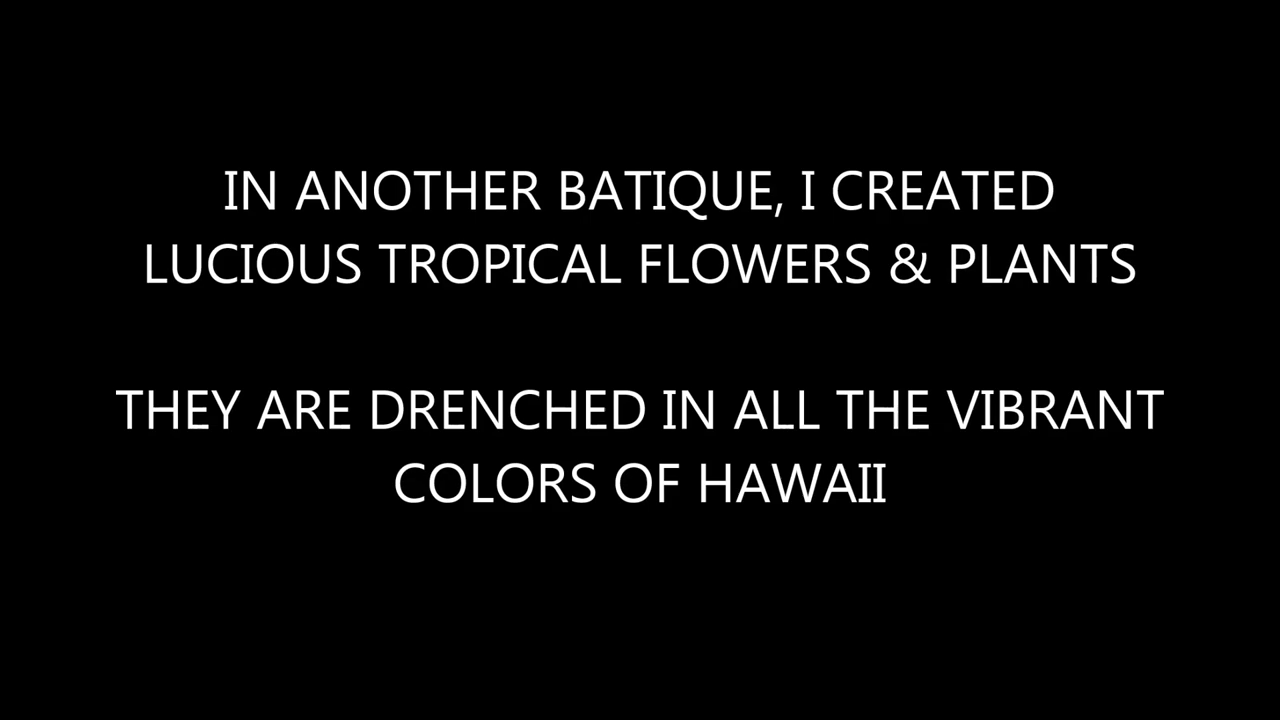 IN ANOTHER BATIQUE, I CREATED
LUCIOUS TROPICAL FLOWERS & PLANTS
THEY ARE DRENCHED IN ALL THE VIBRANT
COLORS OF HAWAII